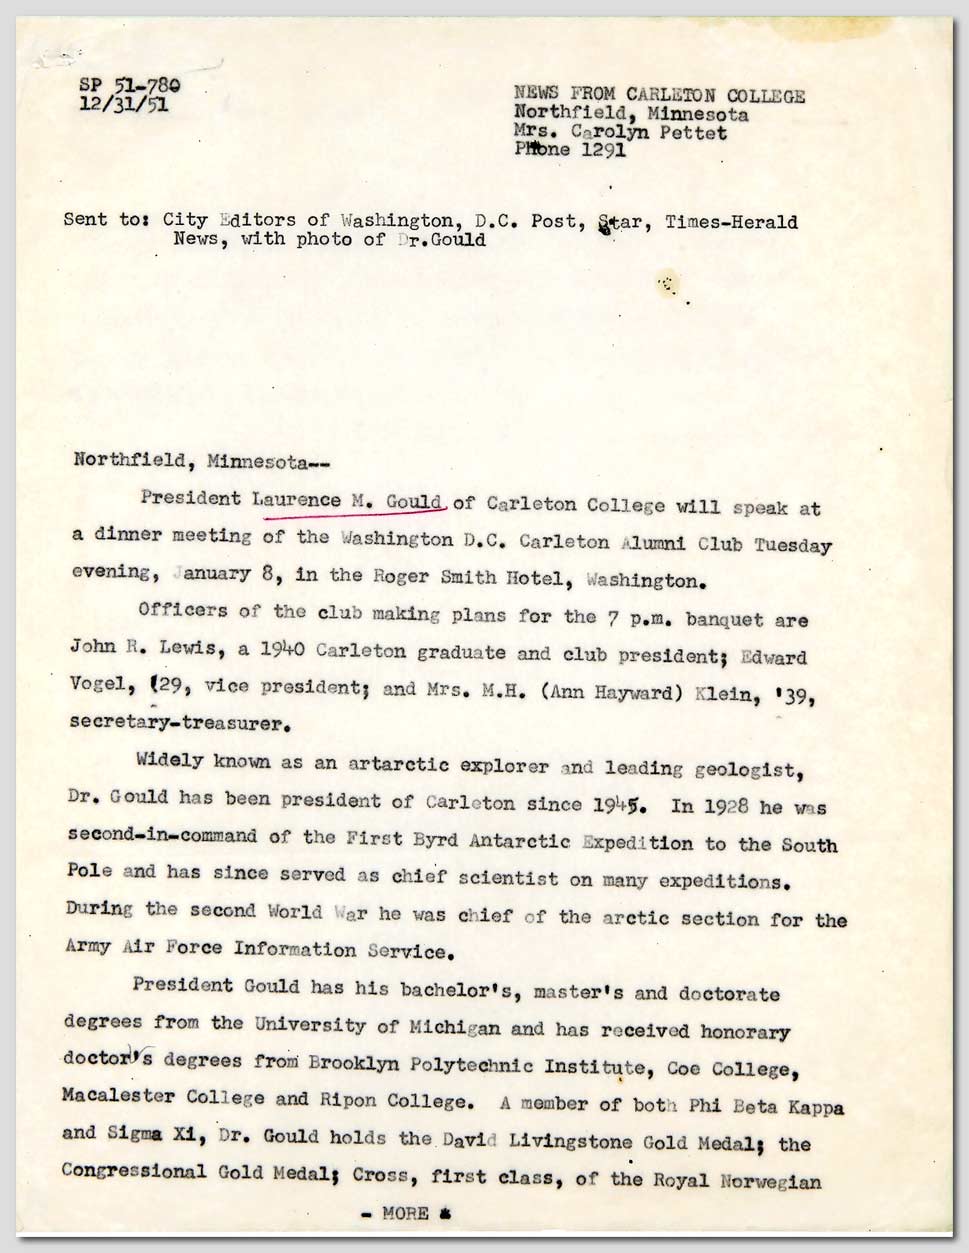 SP 51-780
12/31/51
NEWS FROM CARLETON COLLEGE
Northfield, Minnesota
Mrs. Carolyn Pettet
Phone 1291
Sent to: City Editors of Washington, D.C. Post, Star, Times-Herald
News, with photo of Dr.Gould
Northfield, Minnesota--
President Laurence M. Gould of Carleton College will speak at
a dinner meeting of the Washington D.C. Carleton Alumni Club Tuesday
evening, January 8, in the Roger Smith Hotel, Washington.
Officers of the club making plans for the 7 p.m. banquet are
John R. Lewis, a 1940 Carleton graduate and club president; Edward
Vogel, (29, vice president; and Mrs. M.H. (Ann Hayward) Klein, '39,
secretary-treasurer.
Widely known as an artarctic explorer and leading geologist,
Dr. Gould has been president of Carleton since 1945. In 1928 he was
second-in-command of the First Byrd Antarctic Expedition to the South
Pole and has since served as chief scientist on many expeditions.
During the second World War he was chief of the arctic section for the
Army Air Force Information Service.
President Gould has his bachelor's, master's and doctorate
degrees from the University of Michigan and has received honorary
doctor's degrees from Brooklyn Polytechnic Institute, Coe College,
Macalester College and Ripon College. A member of both Phi Beta Kappa
and Sigma Xi, Dr. Gould holds the David Livingstone Gold Medal; the
Congressional Gold Medal; Cross, first class, of the Royal Norwegian
- MORE -